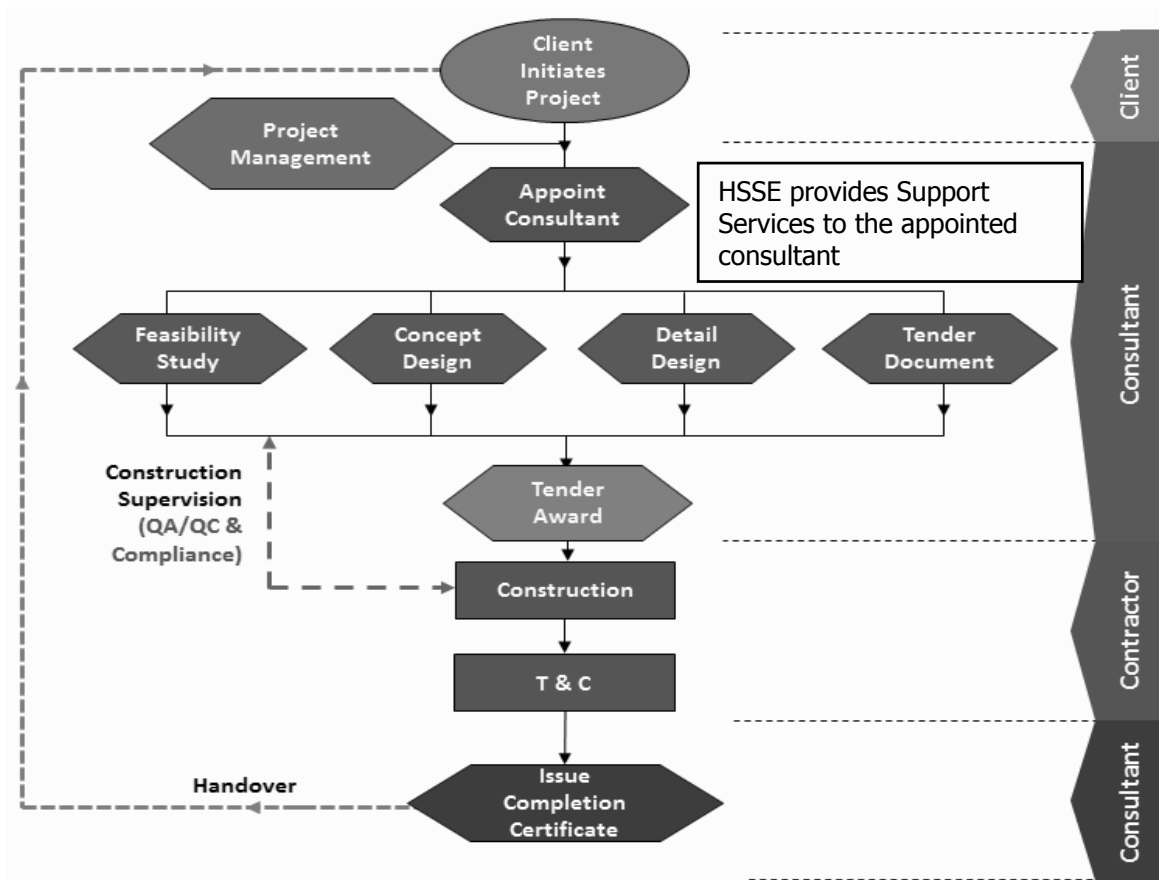 Client
Initiates
Project
Client
Project
Management
Appoint
Consultant
HSSE provides Support
Services to the appointed
consultant
Feasibility
Study
Concept
Design
Detail
Design
Tender
Document
Consultant
Construction
Supervision
(QA/QC &
Compliance)
Tender
Award
Construction
T & C
Contractor
Handover
Issue
Completion
Certificate
Consultant